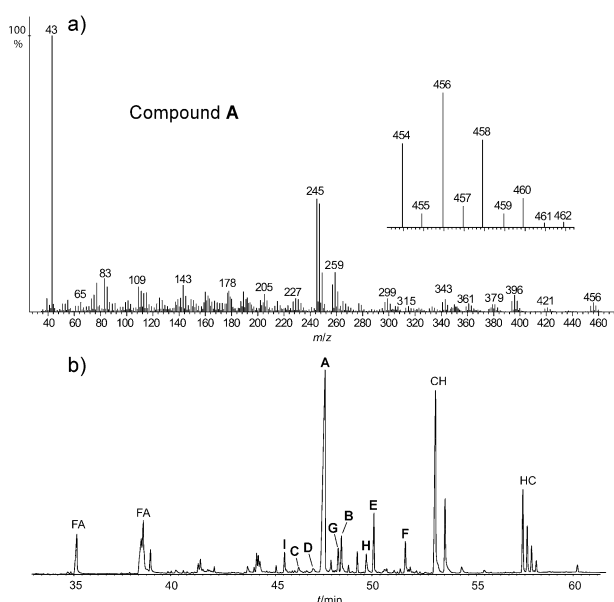 a)
100
%
43
Compound A
65
83
109
143
178
205
227
245
259
299
315
343
361
379
396
421
456
454
455
456
457
458
459
460
461
462
40 60 80 100 120 140 160 180 200 220 240 260 280 300 320 340 360 380 400 420 440 460
m/z
b)
FA
FA
I
C
D
A
G
B
H
E
F
CH
HC
35 40 45 50 55 60
t/min